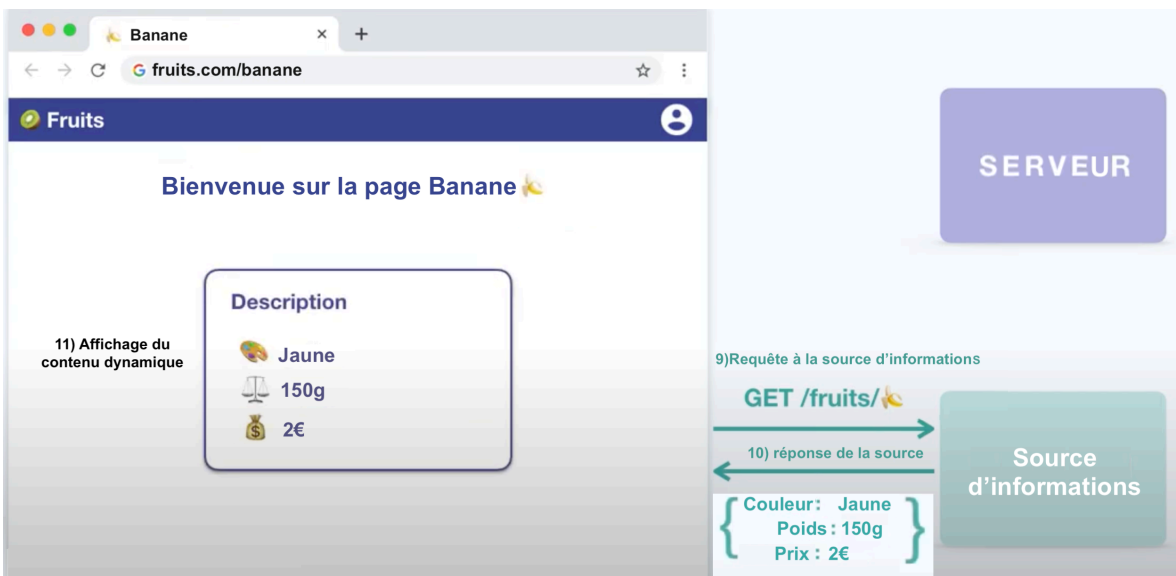 Banane
fruits.com/banane
Fruits
Bienvenue sur la page Banane
Description
Jaune
150g
2€
11) Affichage du
contenu dynamique
SERVEUR
9)Requête à la source d’informations
GET /fruits/
10) réponse de la source
{ Couleur: Jaune
Poids : 150g
Prix : 2€ }
Source
d’informations